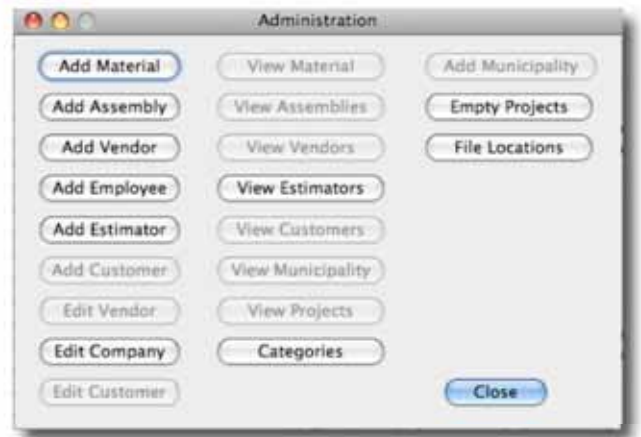 Administration
Add Material
View Material
Add Municipality
Add Assembly
View Assemblies
Empty Projects
Add Vendor
View Vendors
File Locations
Add Employee
View Estimators
Add Estimator
View Customers
Add Customer
View Municipality
Edit Vendor
View Projects
Edit Company
Categories
Edit Customer
Close